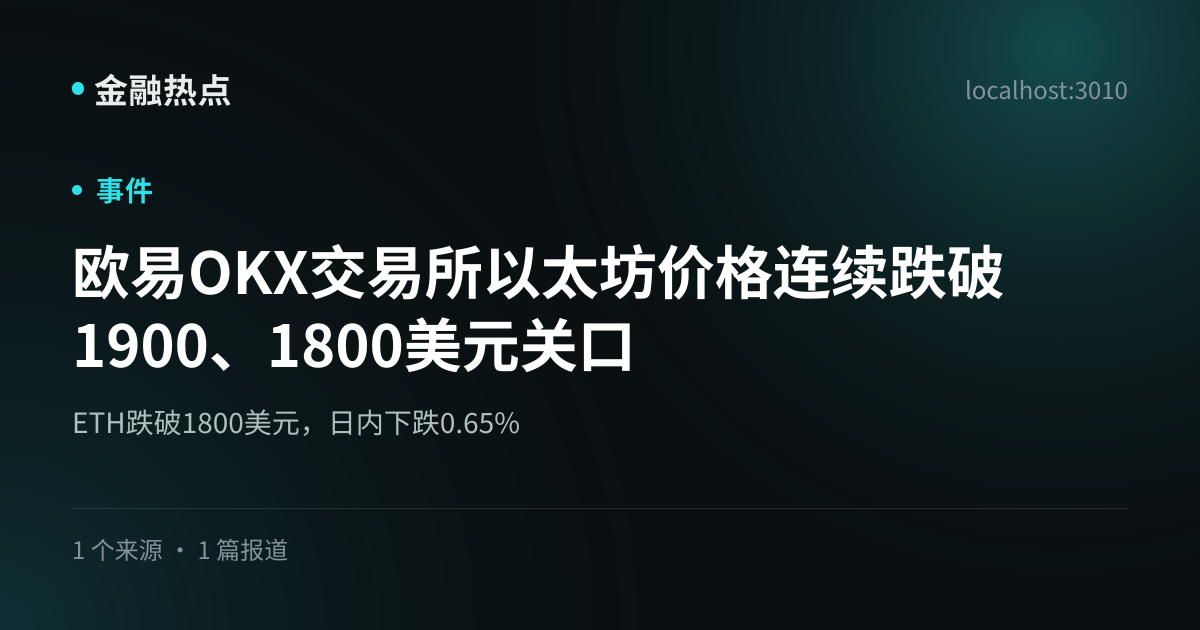 金融热点
localhost:3010
事件
欧易OKX交易所以太坊价格连续跌破
1900、1800美元关口
ETH跌破1800美元，日内下跌0.65%
1 个来源 · 1 篇报道